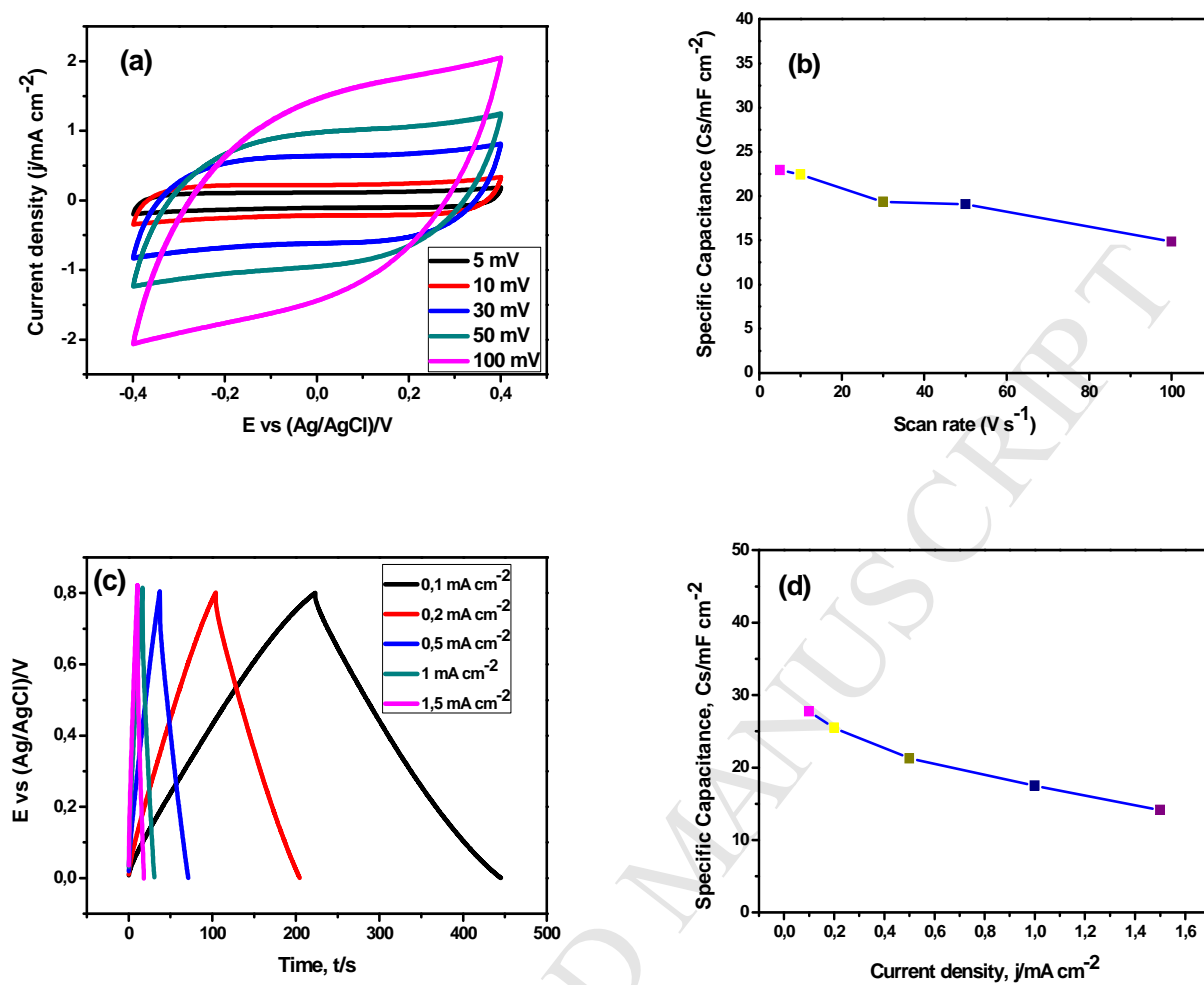 (a)
Current density (j/mA cm-2)
2
1
0
-1
-2
-0,4
-0,2
0,0
0,2
0,4
E vs (Ag/AgCl)/V
5 mV
10 mV
30 mV
50 mV
100 mV
(b)
Specific Capacitance (Cs/mF cm-2)
40
35
30
25
20
15
10
5
0
0
20
40
60
80
100
Scan rate (V s-1)
(c)
E vs (Ag/AgCl)/V
0,8
0,6
0,4
0,2
0,0
0
100
200
300
400
500
Time, t/s
0,1 mA cm-2
0,2 mA cm-2
0,5 mA cm-2
1 mA cm-2
1,5 mA cm-2
(d)
Specific Capacitance, Cs/mF cm-2
50
40
30
20
10
0
0,0
0,2
0,4
0,6
0,8
1,0
1,2
1,4
1,6
Current density, j/mA cm-2
D MANUSCRIPT